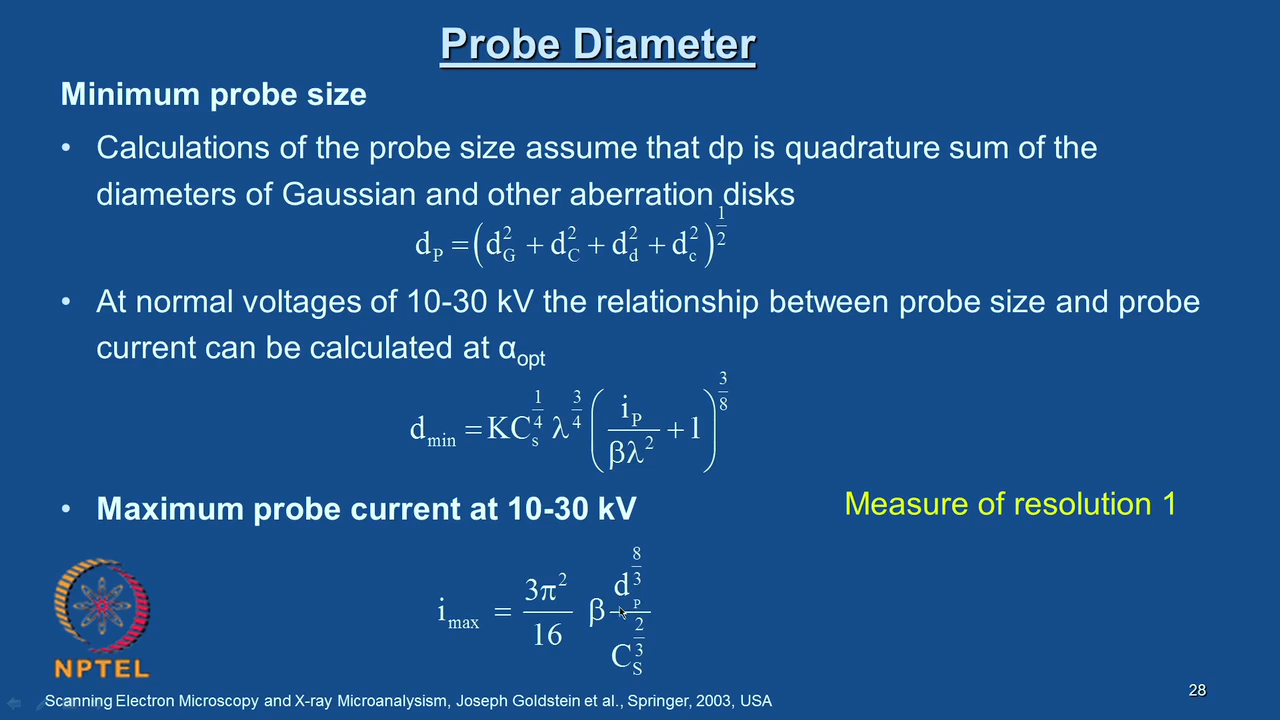 Probe Diameter
Minimum probe size
• Calculations of the probe size assume that dp is quadrature sum of the
diameters of Gaussian and other aberration disks
d_P = (d_G^2 + d_C^2 + d_d^2 + d_c^2)^{1/2}
• At normal voltages of 10-30 kV the relationship between probe size and probe
current can be calculated at α_opt
d_min = KC_s^{1/4} λ^{3/4} (i_P/βλ^2 + 1)^{3/8}
• Maximum probe current at 10-30 kV
Measure of resolution 1
i_max = 3π^2/16 β d_P^{8/3}/C_S^{2/3}
NPTEL
Scanning Electron Microscopy and X-ray Microanalysism, Joseph Goldstein et al., Springer, 2003, USA
28